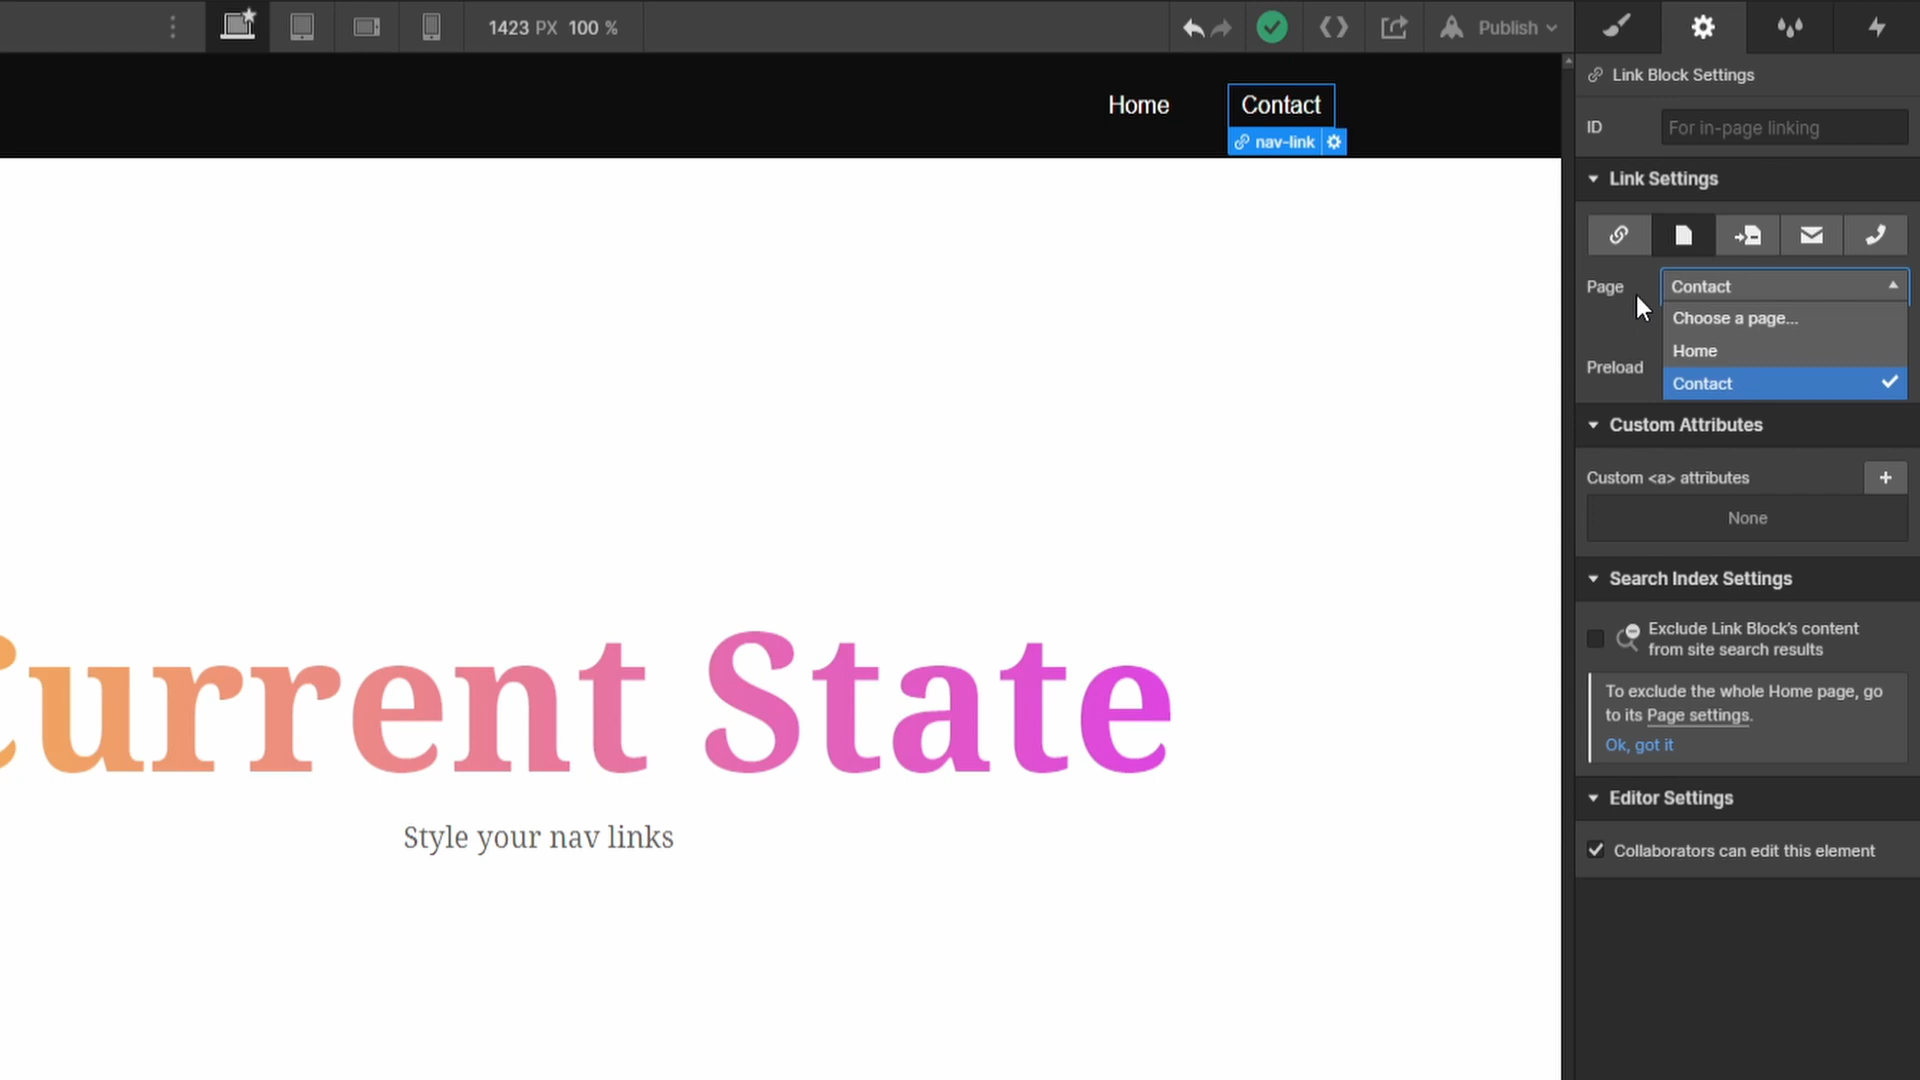 1423 PX 100 %
Publish
Home
Contact
nav-link
urrent State
Style your nav links
Link Block Settings
ID
For in-page linking
Link Settings
Page
Contact
Choose a page...
Home
Preload
Contact
Custom Attributes
Custom <a> attributes
None
Search Index Settings
Exclude Link Block's content
from site search results
To exclude the whole Home page, go
to its Page settings.
Ok, got it
Editor Settings
Collaborators can edit this element